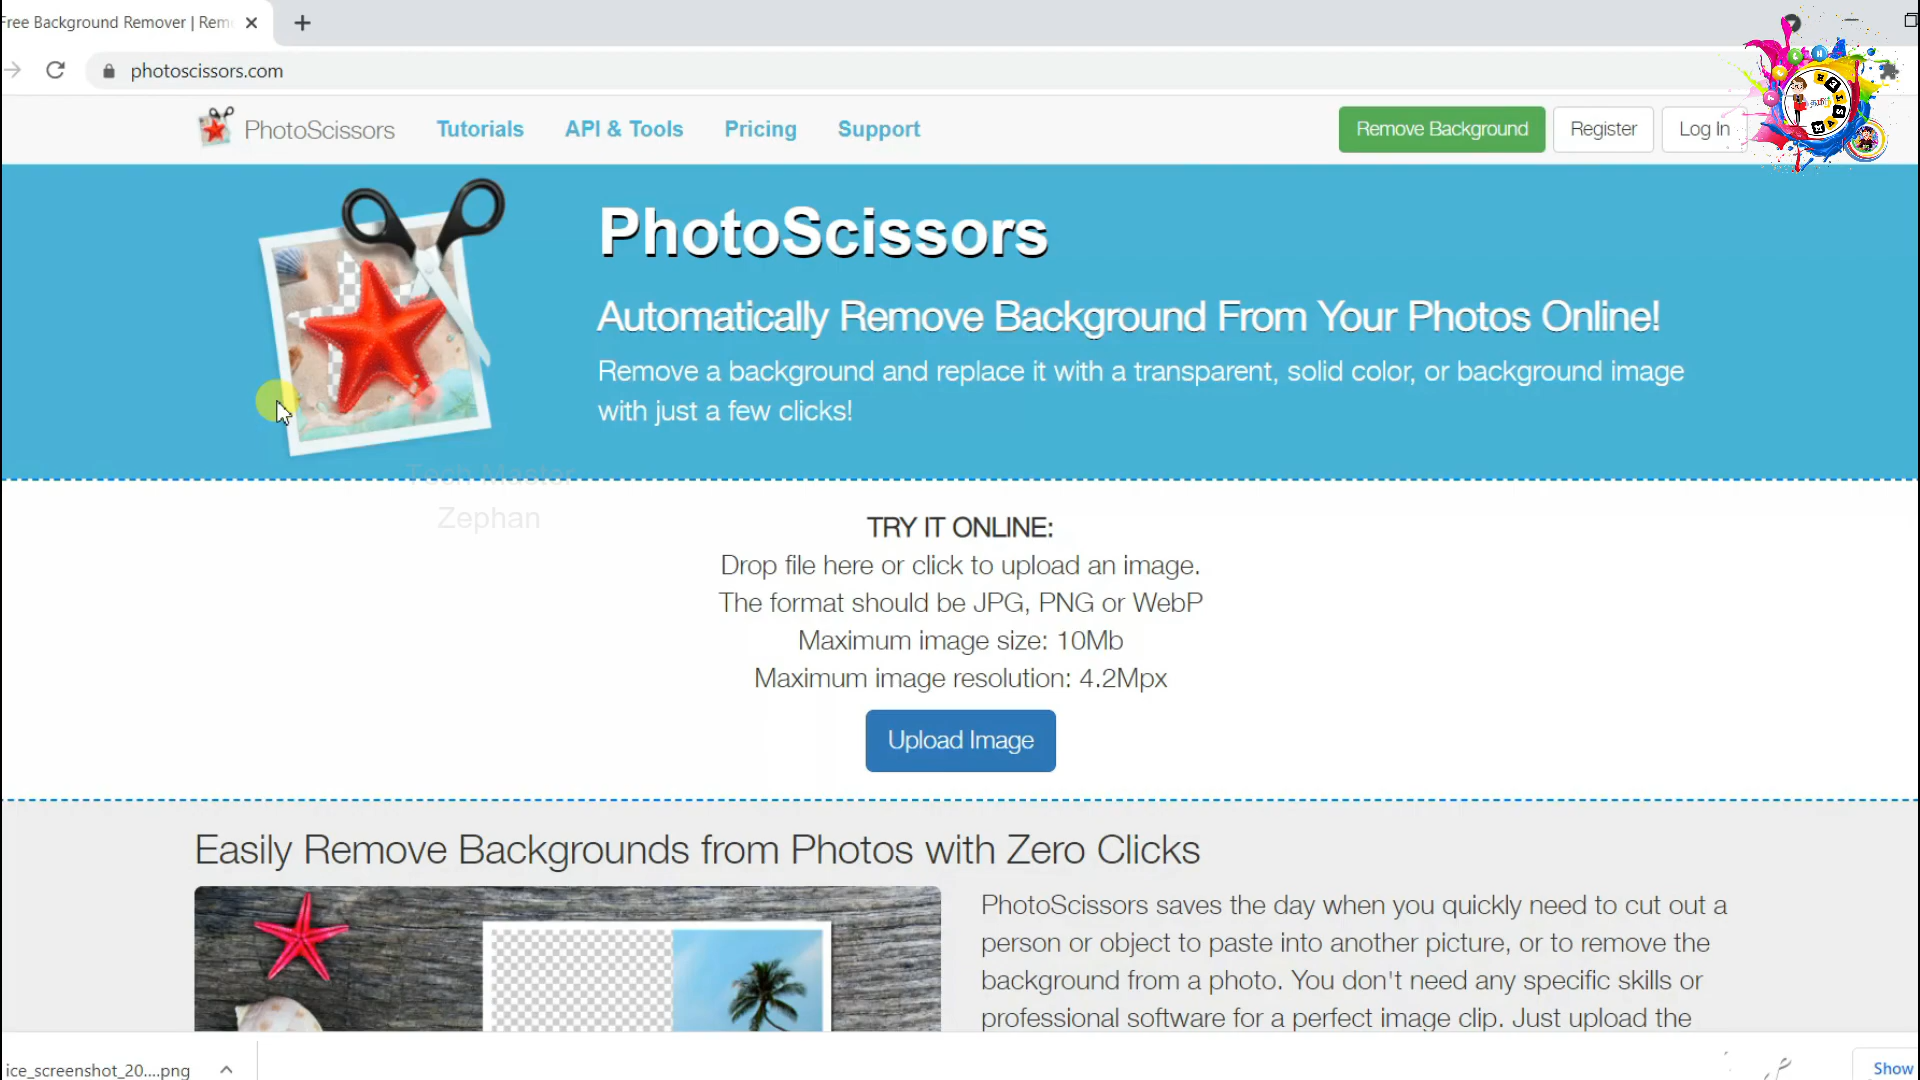 Free Background Remover | Rem
photoscissors.com
PhotoScissors
Tutorials
API & Tools
Pricing
Support
Remove Background
Register
Log In
PhotoScissors
Automatically Remove Background From Your Photos Online!
Remove a background and replace it with a transparent, solid color, or background image
with just a few clicks!
Tech Master
Zephan
TRY IT ONLINE:
Drop file here or click to upload an image.
The format should be JPG, PNG or WebP
Maximum image size: 10Mb
Maximum image resolution: 4.2Mpx
Upload Image
Easily Remove Backgrounds from Photos with Zero Clicks
PhotoScissors saves the day when you quickly need to cut out a
person or object to paste into another picture, or to remove the
background from a photo. You don't need any specific skills or
professional software for a perfect image clip. Just upload the
ice_screenshot_20....png
Show